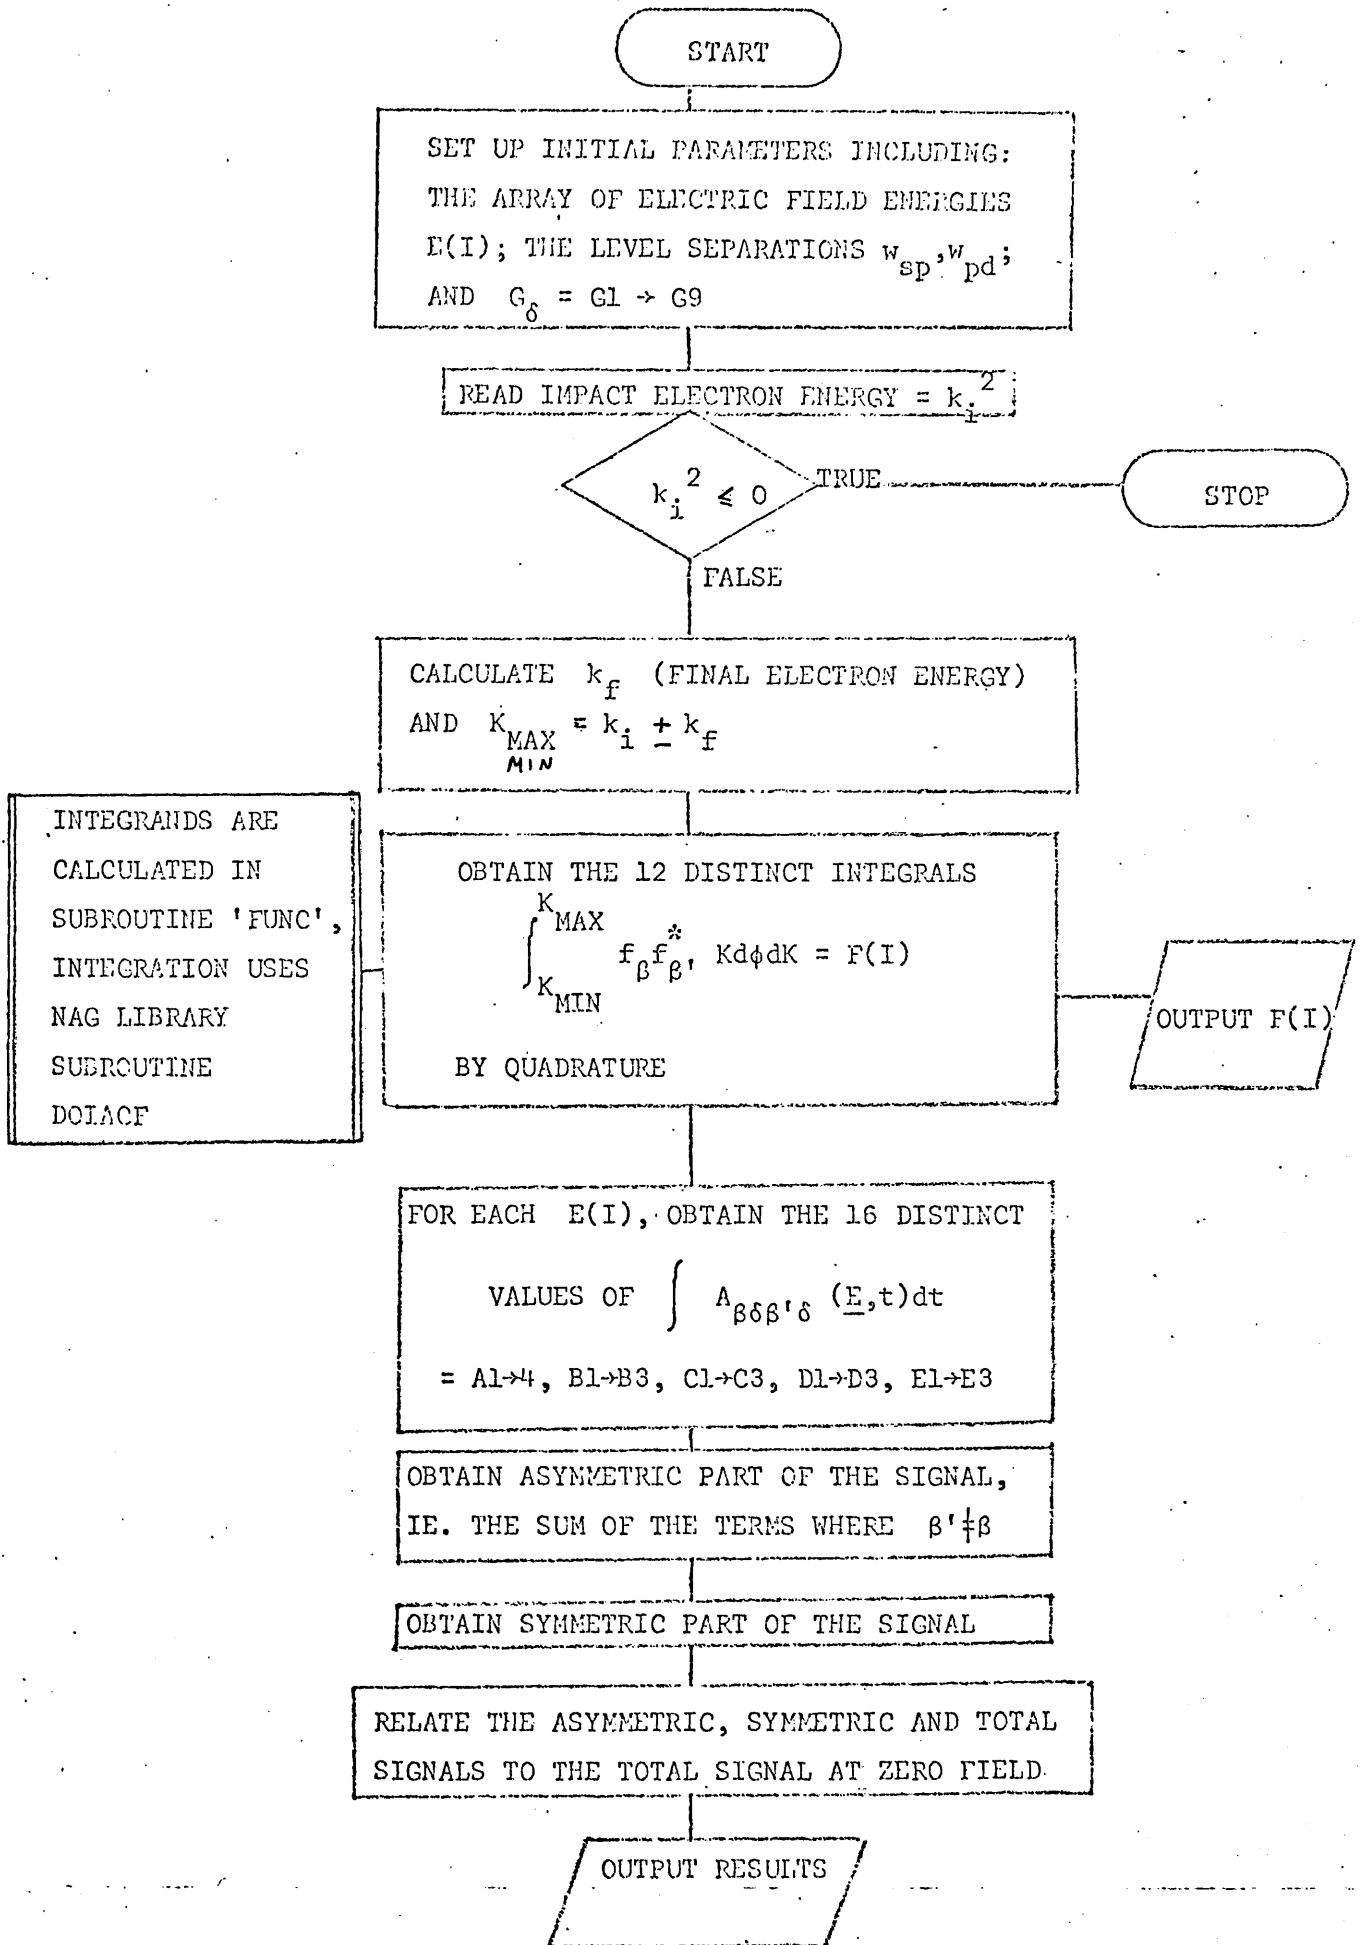 START
SET UP INITIAL PARAMETERS INCLUDING:
THE ARRAY OF ELECTRIC FIELD ENERGIES
E(I); THE LEVEL SEPARATIONS w_sp, w_pd;
AND G_δ = G1 → G9
READ IMPACT ELECTRON ENERGY = k_i^2
k_i^2 ⩽ 0
TRUE
STOP
FALSE
CALCULATE k_f (FINAL ELECTRON ENERGY)
AND K_MAX = k_i ± k_f
MIN
INTEGRANDS ARE
CALCULATED IN
SUBROUTINE 'FUNC',
INTEGRATION USES
NAG LIBRARY
SUBROUTINE
DO1ACF
OBTAIN THE 12 DISTINCT INTEGRALS
∫_{K_MIN}^{K_MAX} f_β f*_β' KdϕdK = F(I)
BY QUADRATURE
OUTPUT F(I)
FOR EACH E(I), OBTAIN THE 16 DISTINCT
VALUES OF ∫ A_βδβ'δ (E,t)dt
= A1→4, B1→B3, C1→C3, D1→D3, E1→E3
OBTAIN ASYMMETRIC PART OF THE SIGNAL,
IE. THE SUM OF THE TERMS WHERE β'≠β
OBTAIN SYMMETRIC PART OF THE SIGNAL
RELATE THE ASYMMETRIC, SYMMETRIC AND TOTAL
SIGNALS TO THE TOTAL SIGNAL AT ZERO FIELD.
OUTPUT RESULTS